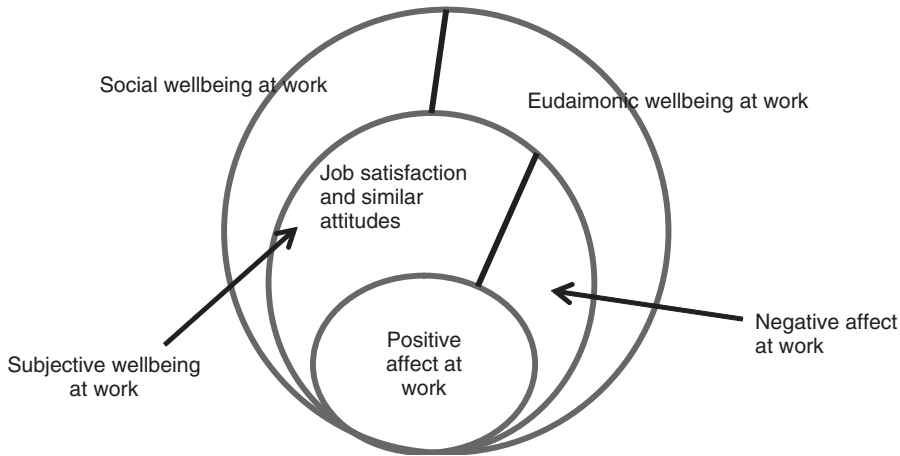 Social wellbeing at work
Eudaimonic wellbeing at work
Job satisfaction
and similar
attitudes
Subjective wellbeing
at work
Positive
affect at
work
Negative affect
at work